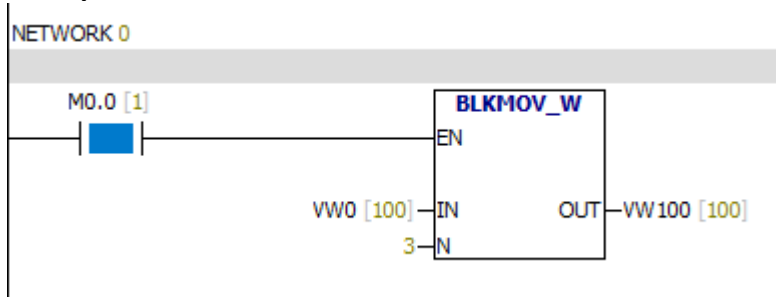 NETWORK 0
M0.0 [1]
BLKMOV_W
EN
VW0 [100] IN OUT VW100 [100]
3 N